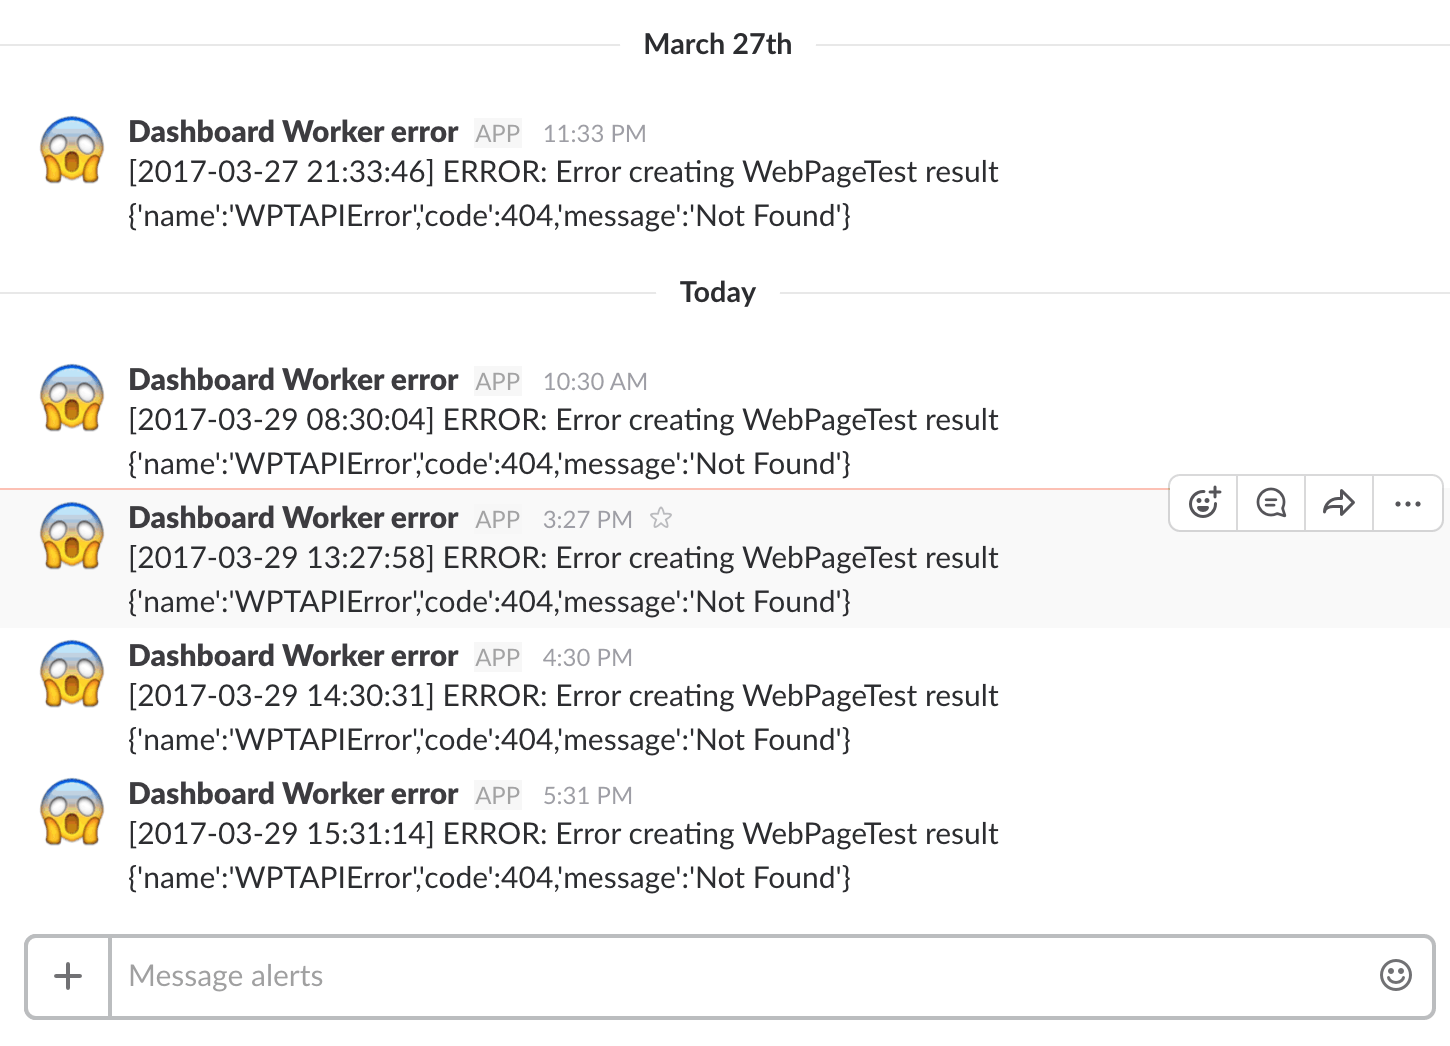 March 27th
Dashboard Worker error APP 11:33 PM
[2017-03-27 21:33:46] ERROR: Error creating WebPageTest result
{'name':'WPTAPIError','code':404,'message':'Not Found'}
Today
Dashboard Worker error APP 10:30 AM
[2017-03-29 08:30:04] ERROR: Error creating WebPageTest result
{'name':'WPTAPIError','code':404,'message':'Not Found'}
Dashboard Worker error APP 3:27 PM
[2017-03-29 13:27:58] ERROR: Error creating WebPageTest result
{'name':'WPTAPIError','code':404,'message':'Not Found'}
Dashboard Worker error APP 4:30 PM
[2017-03-29 14:30:31] ERROR: Error creating WebPageTest result
{'name':'WPTAPIError','code':404,'message':'Not Found'}
Dashboard Worker error APP 5:31 PM
[2017-03-29 15:31:14] ERROR: Error creating WebPageTest result
{'name':'WPTAPIError','code':404,'message':'Not Found'}
Message alerts